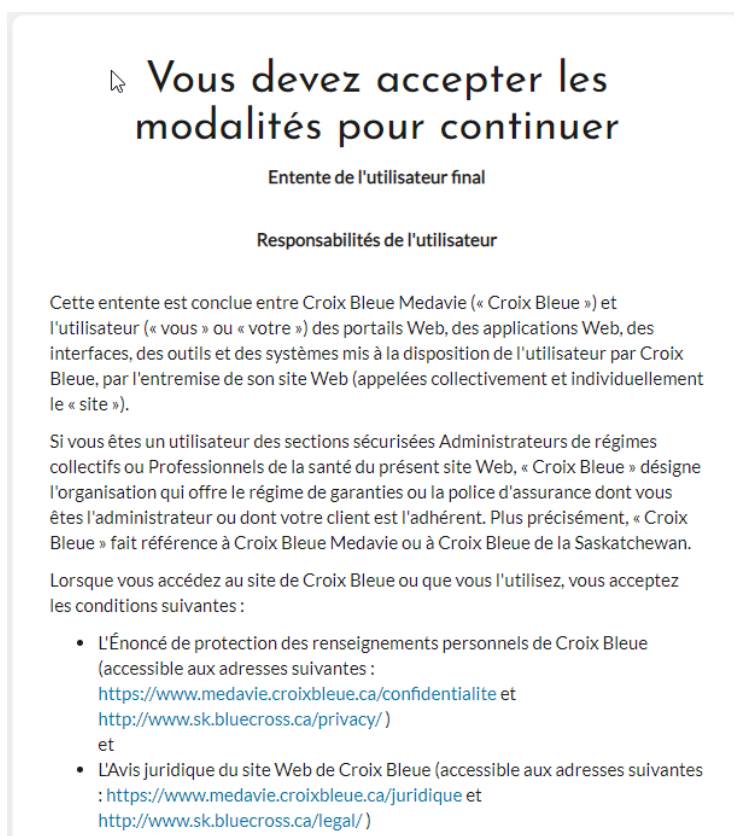 Vous devez accepter les
modalités pour continuer
Entente de l'utilisateur final
Responsabilités de l'utilisateur
Cette entente est conclue entre Croix Bleue Medavie (« Croix Bleue ») et
l'utilisateur (« vous » ou « votre ») des portails Web, des applications Web, des
interfaces, des outils et des systèmes mis à la disposition de l'utilisateur par Croix
Bleue, par l'entremise de son site Web (appelées collectivement et individuellement
le « site »).
Si vous êtes un utilisateur des sections sécurisées Administrateurs de régimes
collectifs ou Professionnels de la santé du présent site Web, « Croix Bleue » désigne
l'organisation qui offre le régime de garanties ou la police d'assurance dont vous
êtes l'administrateur ou dont votre client est l'adhérent. Plus précisément, « Croix
Bleue » fait référence à Croix Bleue Medavie ou à Croix Bleue de la Saskatchewan.
Lorsque vous accédez au site de Croix Bleue ou que vous l'utilisez, vous acceptez
les conditions suivantes :
• L'Énoncé de protection des renseignements personnels de Croix Bleue
(accessible aux adresses suivantes :
https://www.medavie.croixbleue.ca/confidentialite et
http://www.sk.bluecross.ca/privacy/ )
et
• L'Avis juridique du site Web de Croix Bleue (accessible aux adresses suivantes
: https://www.medavie.croixbleue.ca/juridique et
http://www.sk.bluecross.ca/legal/ )